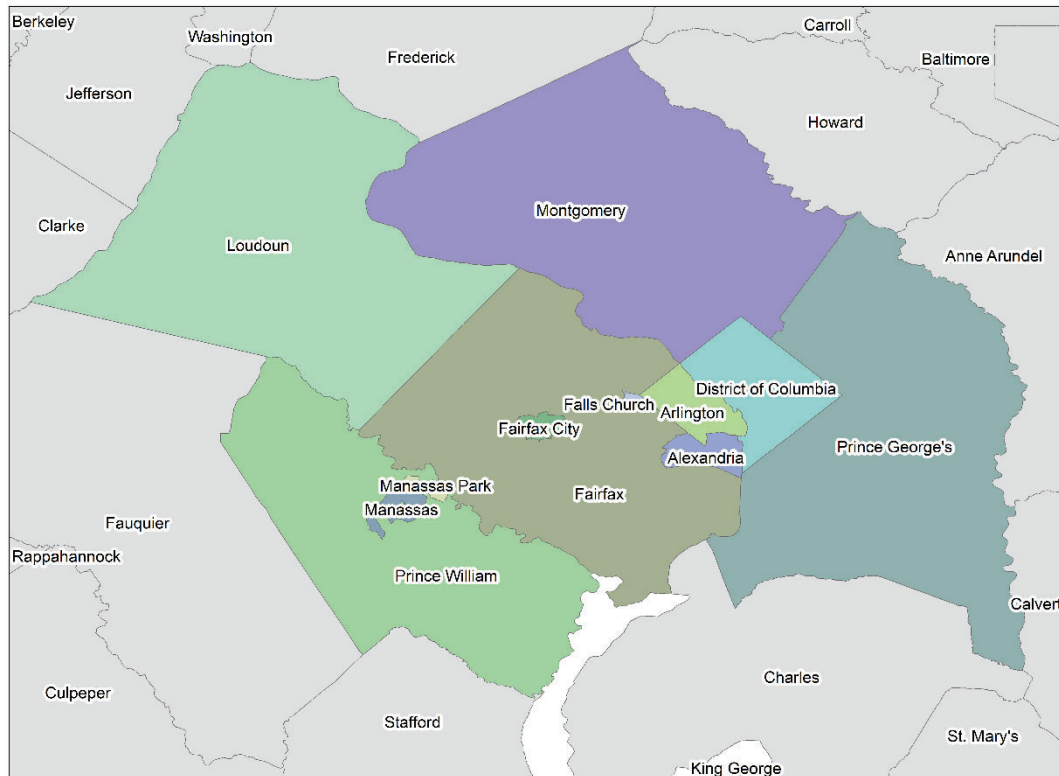 Berkeley
Carroll
Washington
Frederick
Baltimore
Jefferson
Howard
Montgomery
Clarke
Loudoun
Anne Arundel
District of Columbia
Falls Church
Arlington
Fairfax City
Prince George's
Alexandria
Manassas Park
Fairfax
Manassas
Fauquier
Rappahannock
Prince William
Calvert
Charles
Culpeper
Stafford
St. Mary's
King George